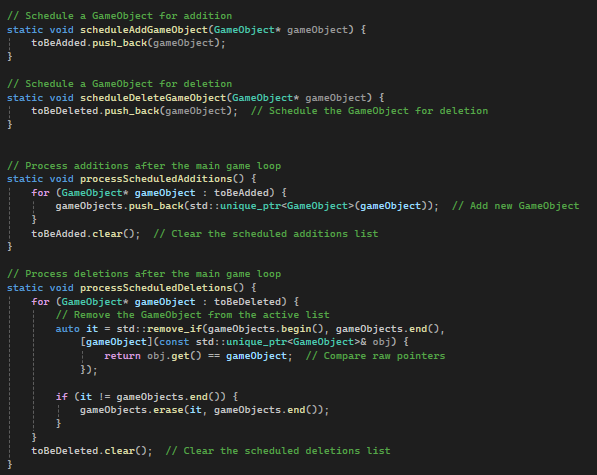 // Schedule a GameObject for addition
static void scheduleAddGameObject(GameObject* gameObject) {
    toBeAdded.push_back(gameObject);
}

// Schedule a GameObject for deletion
static void scheduleDeleteGameObject(GameObject* gameObject) {
    toBeDeleted.push_back(gameObject);  // Schedule the GameObject for deletion
}


// Process additions after the main game loop
static void processScheduledAdditions() {
    for (GameObject* gameObject : toBeAdded) {
        gameObjects.push_back(std::unique_ptr<GameObject>(gameObject));  // Add new GameObject
    }
    toBeAdded.clear();  // Clear the scheduled additions list
}

// Process deletions after the main game loop
static void processScheduledDeletions() {
    for (GameObject* gameObject : toBeDeleted) {
        // Remove the GameObject from the active list
        auto it = std::remove_if(gameObjects.begin(), gameObjects.end(),
            [gameObject](const std::unique_ptr<GameObject>& obj) {
                return obj.get() == gameObject;  // Compare raw pointers
            });

        if (it != gameObjects.end()) {
            gameObjects.erase(it, gameObjects.end());
        }
    }
    toBeDeleted.clear();  // Clear the scheduled deletions list
}